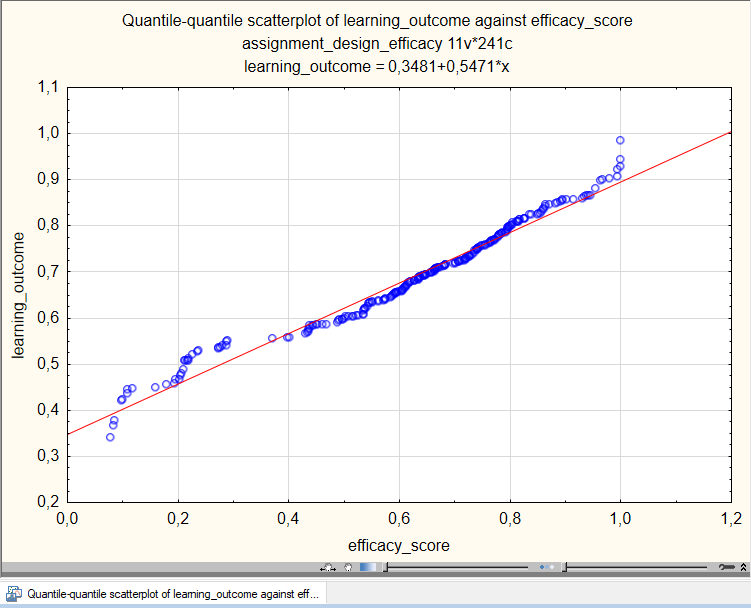 Quantile-quantile scatterplot of learning_outcome against efficacy_score
assignment_design_efficacy 11v*241c
learning_outcome = 0,3481+0,5471*x
1,1
1,0
0,9
0,8
0,7
0,6
0,5
0,4
0,3
0,2
learning_outcome
0,0 0,2 0,4 0,6 0,8 1,0 1,2
efficacy_score
Quantile-quantile scatterplot of learning_outcome against eff...